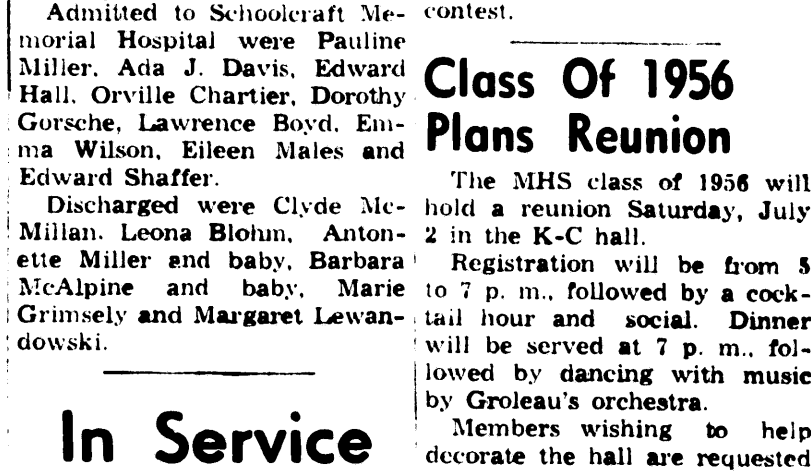 Admitted to Schoolcraft Me-
morial Hospital were Pauline
Miller, Ada J. Davis, Edward
Hall, Orville Chartier, Dorothy
Gorsche, Lawrence Boyd, Em-
ma Wilson, Eileen Males and
Edward Shaffer.
Discharged were Clyde Mc-
Millan, Leona Blohn, Anton-
ette Miller and baby, Barbara
McAlpine and baby, Marie
Grimsely and Margaret Lewan-
dowski.
In Service
contest.
Class Of 1956
Plans Reunion
The MHS class of 1956 will
hold a reunion Saturday, July
2 in the K-C hall.
Registration will be from 5
to 7 p. m., followed by a cock-
tail hour and social. Dinner
will be served at 7 p. m., fol-
lowed by dancing with music
by Groleau's orchestra.
Members wishing to help
decorate the hall are requested